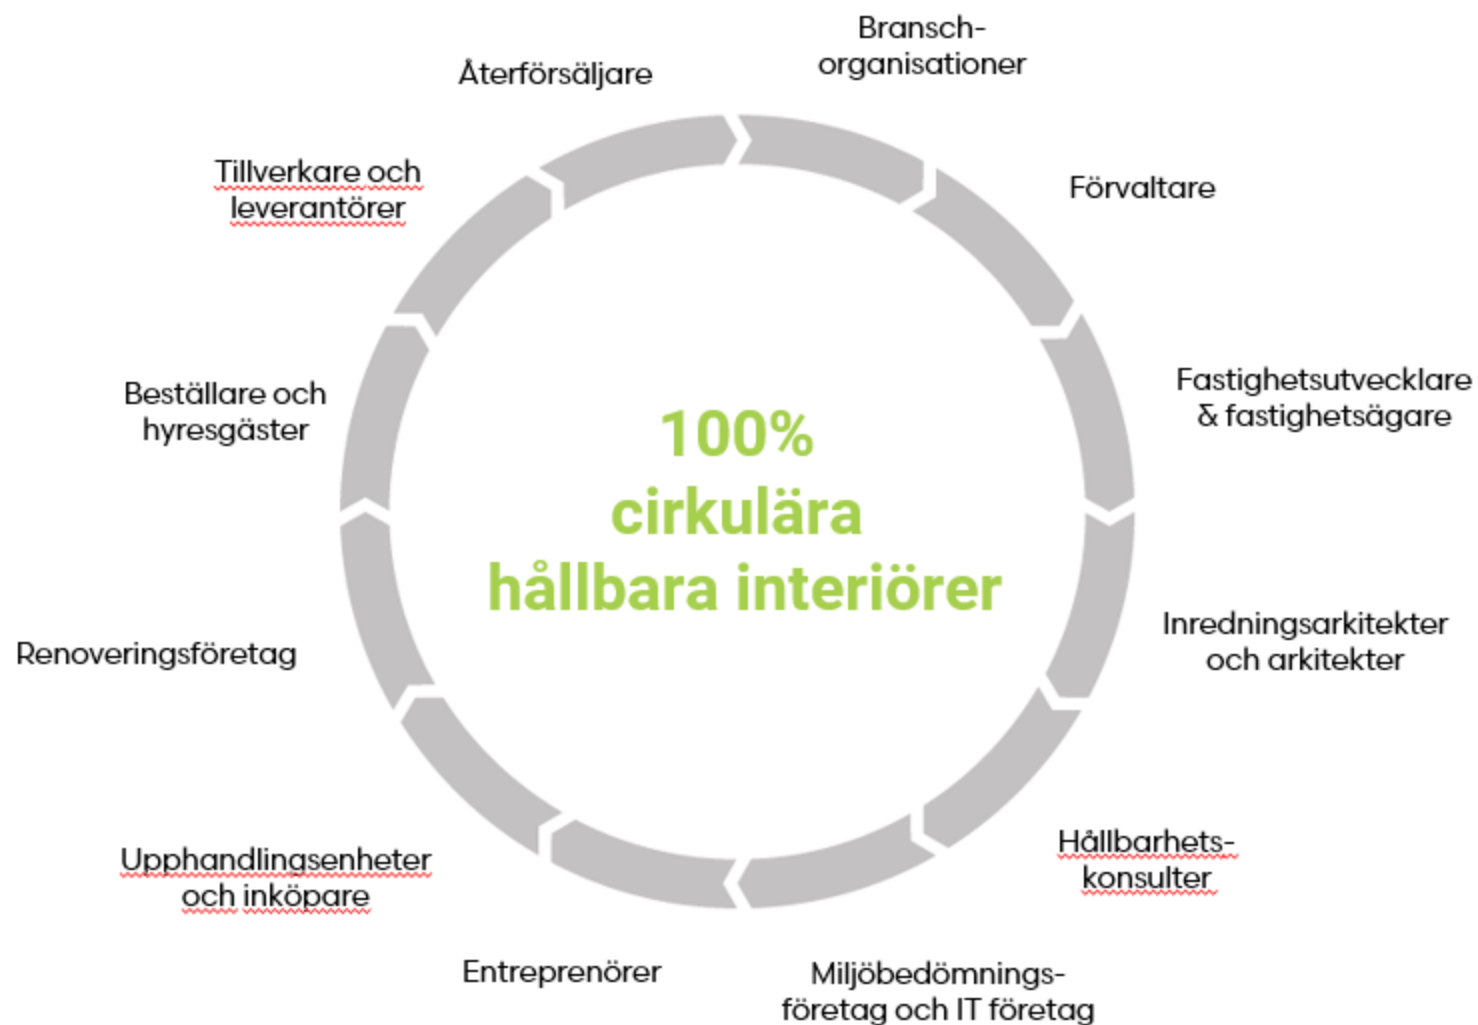 Bransch-
organisationer
Förvaltare
Fastighetsutvecklare
& fastighetsägare
Inredningsarkitekter
och arkitekter
Hållbarhets-
konsulter
Miljöbedömnings-
företag och IT företag
Entreprenörer
Upphandlingsenheter
och inköpare
Renoveringsföretag
Beställare och
hyresgäster
Tillverkare och
leverantörer
Återförsäljare
100%
cirkulära
hållbara interiörer